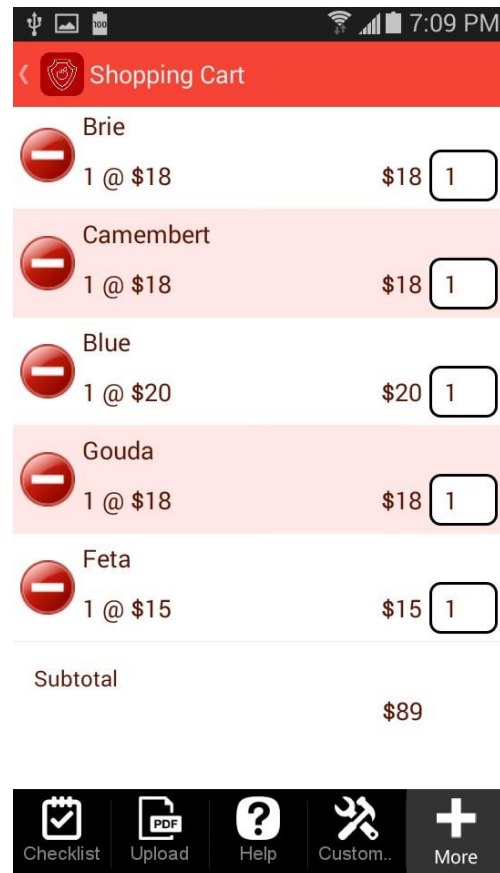 100
7:09 PM
Shopping Cart
Brie
1 @ $18 $18 1
Camembert
1 @ $18 $18 1
Blue
1 @ $20 $20 1
Gouda
1 @ $18 $18 1
Feta
1 @ $15 $15 1
Subtotal
$89
PDF
Checklist Upload Help Custom.. More